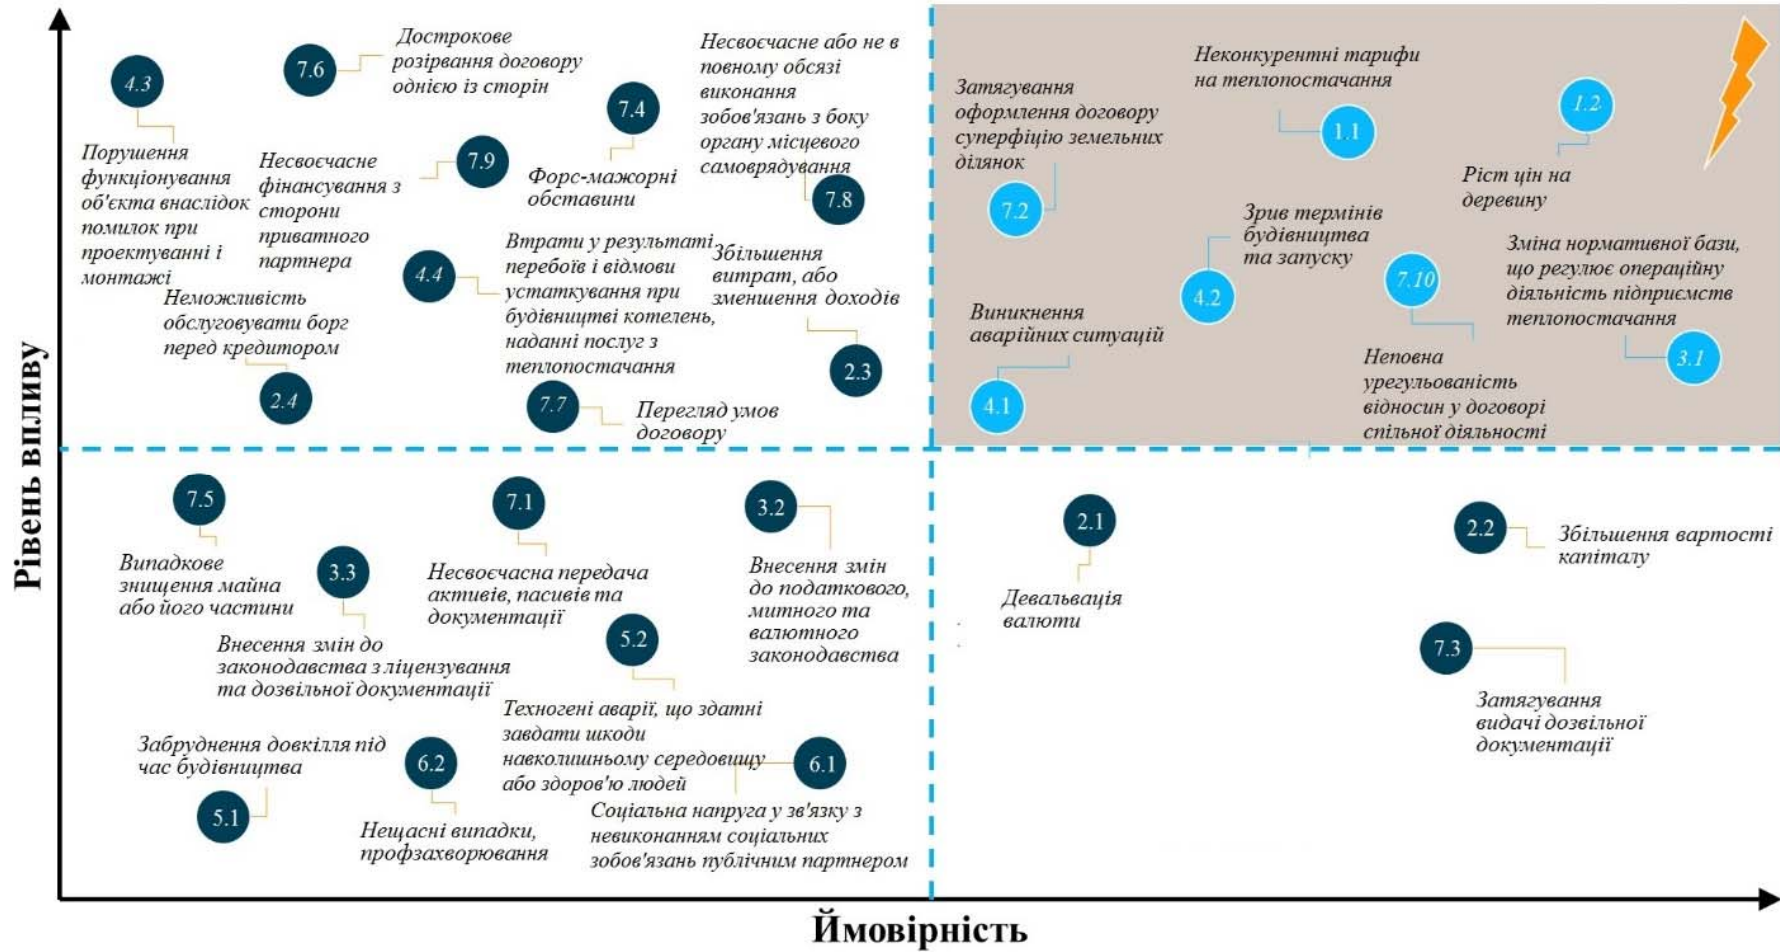 Рівень впливу
4.3
Порушення
функціонування
об'єкта внаслідок
помилок при
проектуванні і
монтажі
7.6
Дострокове
розірвання договору
однією із сторін
7.9
Несвоєчасне
фінансування з
сторони
приватного
партнера
7.4
Форс-мажорні
обставини
Несвоєчасне або не в
повному обсязі
виконання
зобов'язань з боку
органу місцевого
самоврядування
7.8
4.4
Втрати у результаті
перебоїв і відмови
устаткування при
будівництві котелень,
наданні послуг з
теплопостачання
Збільшення
витрат, або
зменшення доходів
2.3
Неможливість
обслуговувати борг
перед кредитором
2.4
7.7
Перегляд умов
договору
Затягування
оформлення договору
суперфіцію земельних
ділянок
7.2
Неконкурентні тарифи
на теплопостачання
1.1
1.2
Ріст цін на
деревину
Зрив термінів
будівництва
та запуску
4.2
7.10
Неповна
урегульованість
відносин у договорі
спільної діяльності
Зміна нормативної бази,
що регулює операційну
діяльність підприємств
теплопостачання
3.1
Виникнення
аварійних ситуацій
4.1
7.5
Випадкове
знищення майна
або його частини
3.3
Внесення змін до
законодавства з ліцензування
та дозвільної документації
7.1
Несвоєчасна передача
активів, пасивів та
документації
3.2
Внесення змін
до податкового,
митного та
валютного
законодавства
5.2
Техногені аварії, що здатні
завдати шкоди
навколишньому середовищу
або здоров'ю людей
Забруднення довкілля під
час будівництва
5.1
6.2
Нещасні випадки,
профзахворювання
6.1
Соціальна напруга у зв'язку з
невиконанням соціальних
зобов'язань публічним партнером
2.1
Девальвація
валюти
2.2
Збільшення вартості
капіталу
7.3
Затягування
видачі дозвільної
документації
Ймовірність